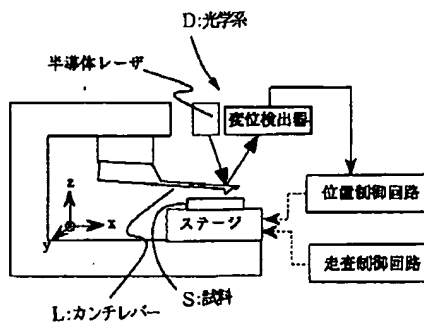 D:光学系
半導体レーザ
変位検出器
z
x
y
ステージ
位置制御回路
走査制御回路
L:カンチレバー
S:試料